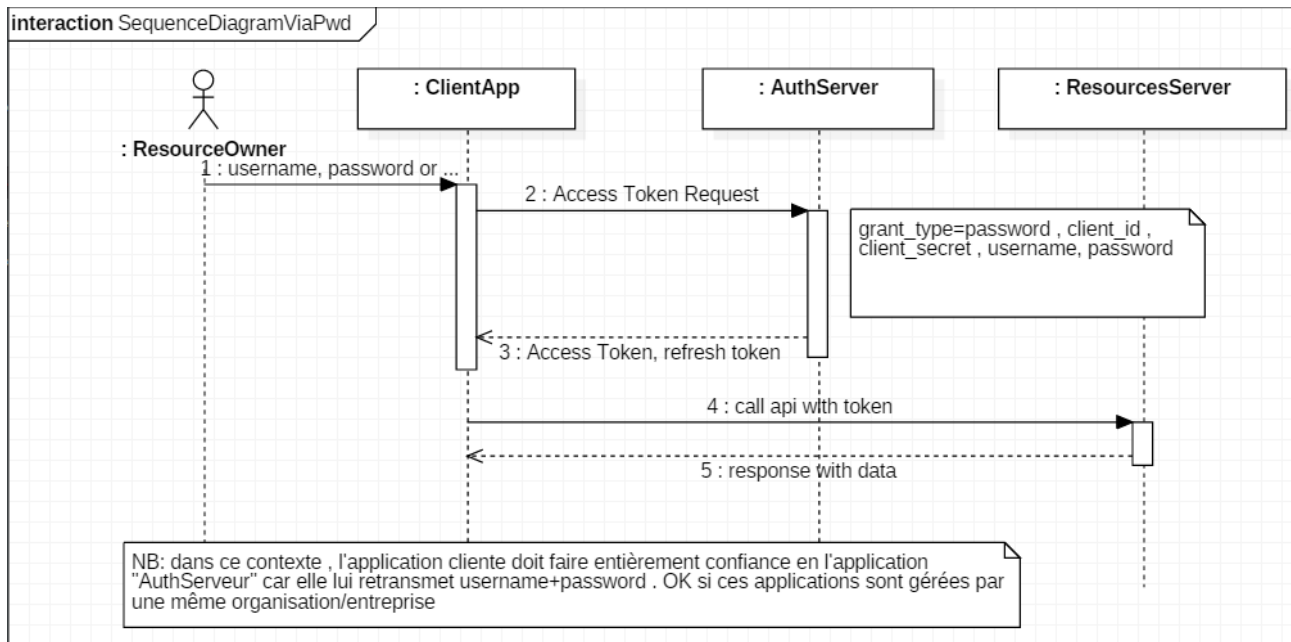 interaction SequenceDiagramViaPwd
: ClientApp
: AuthServer
: ResourcesServer
: ResourceOwner
1 : username, password or ...
2 : Access Token Request
grant_type=password , client_id ,
client_secret , username, password
3 : Access Token, refresh token
4 : call api with token
5 : response with data
NB: dans ce contexte , l'application cliente doit faire entièrement confiance en l'application
"AuthServeur" car elle lui retransmet username+password . OK si ces applications sont gérées par
une même organisation/entreprise